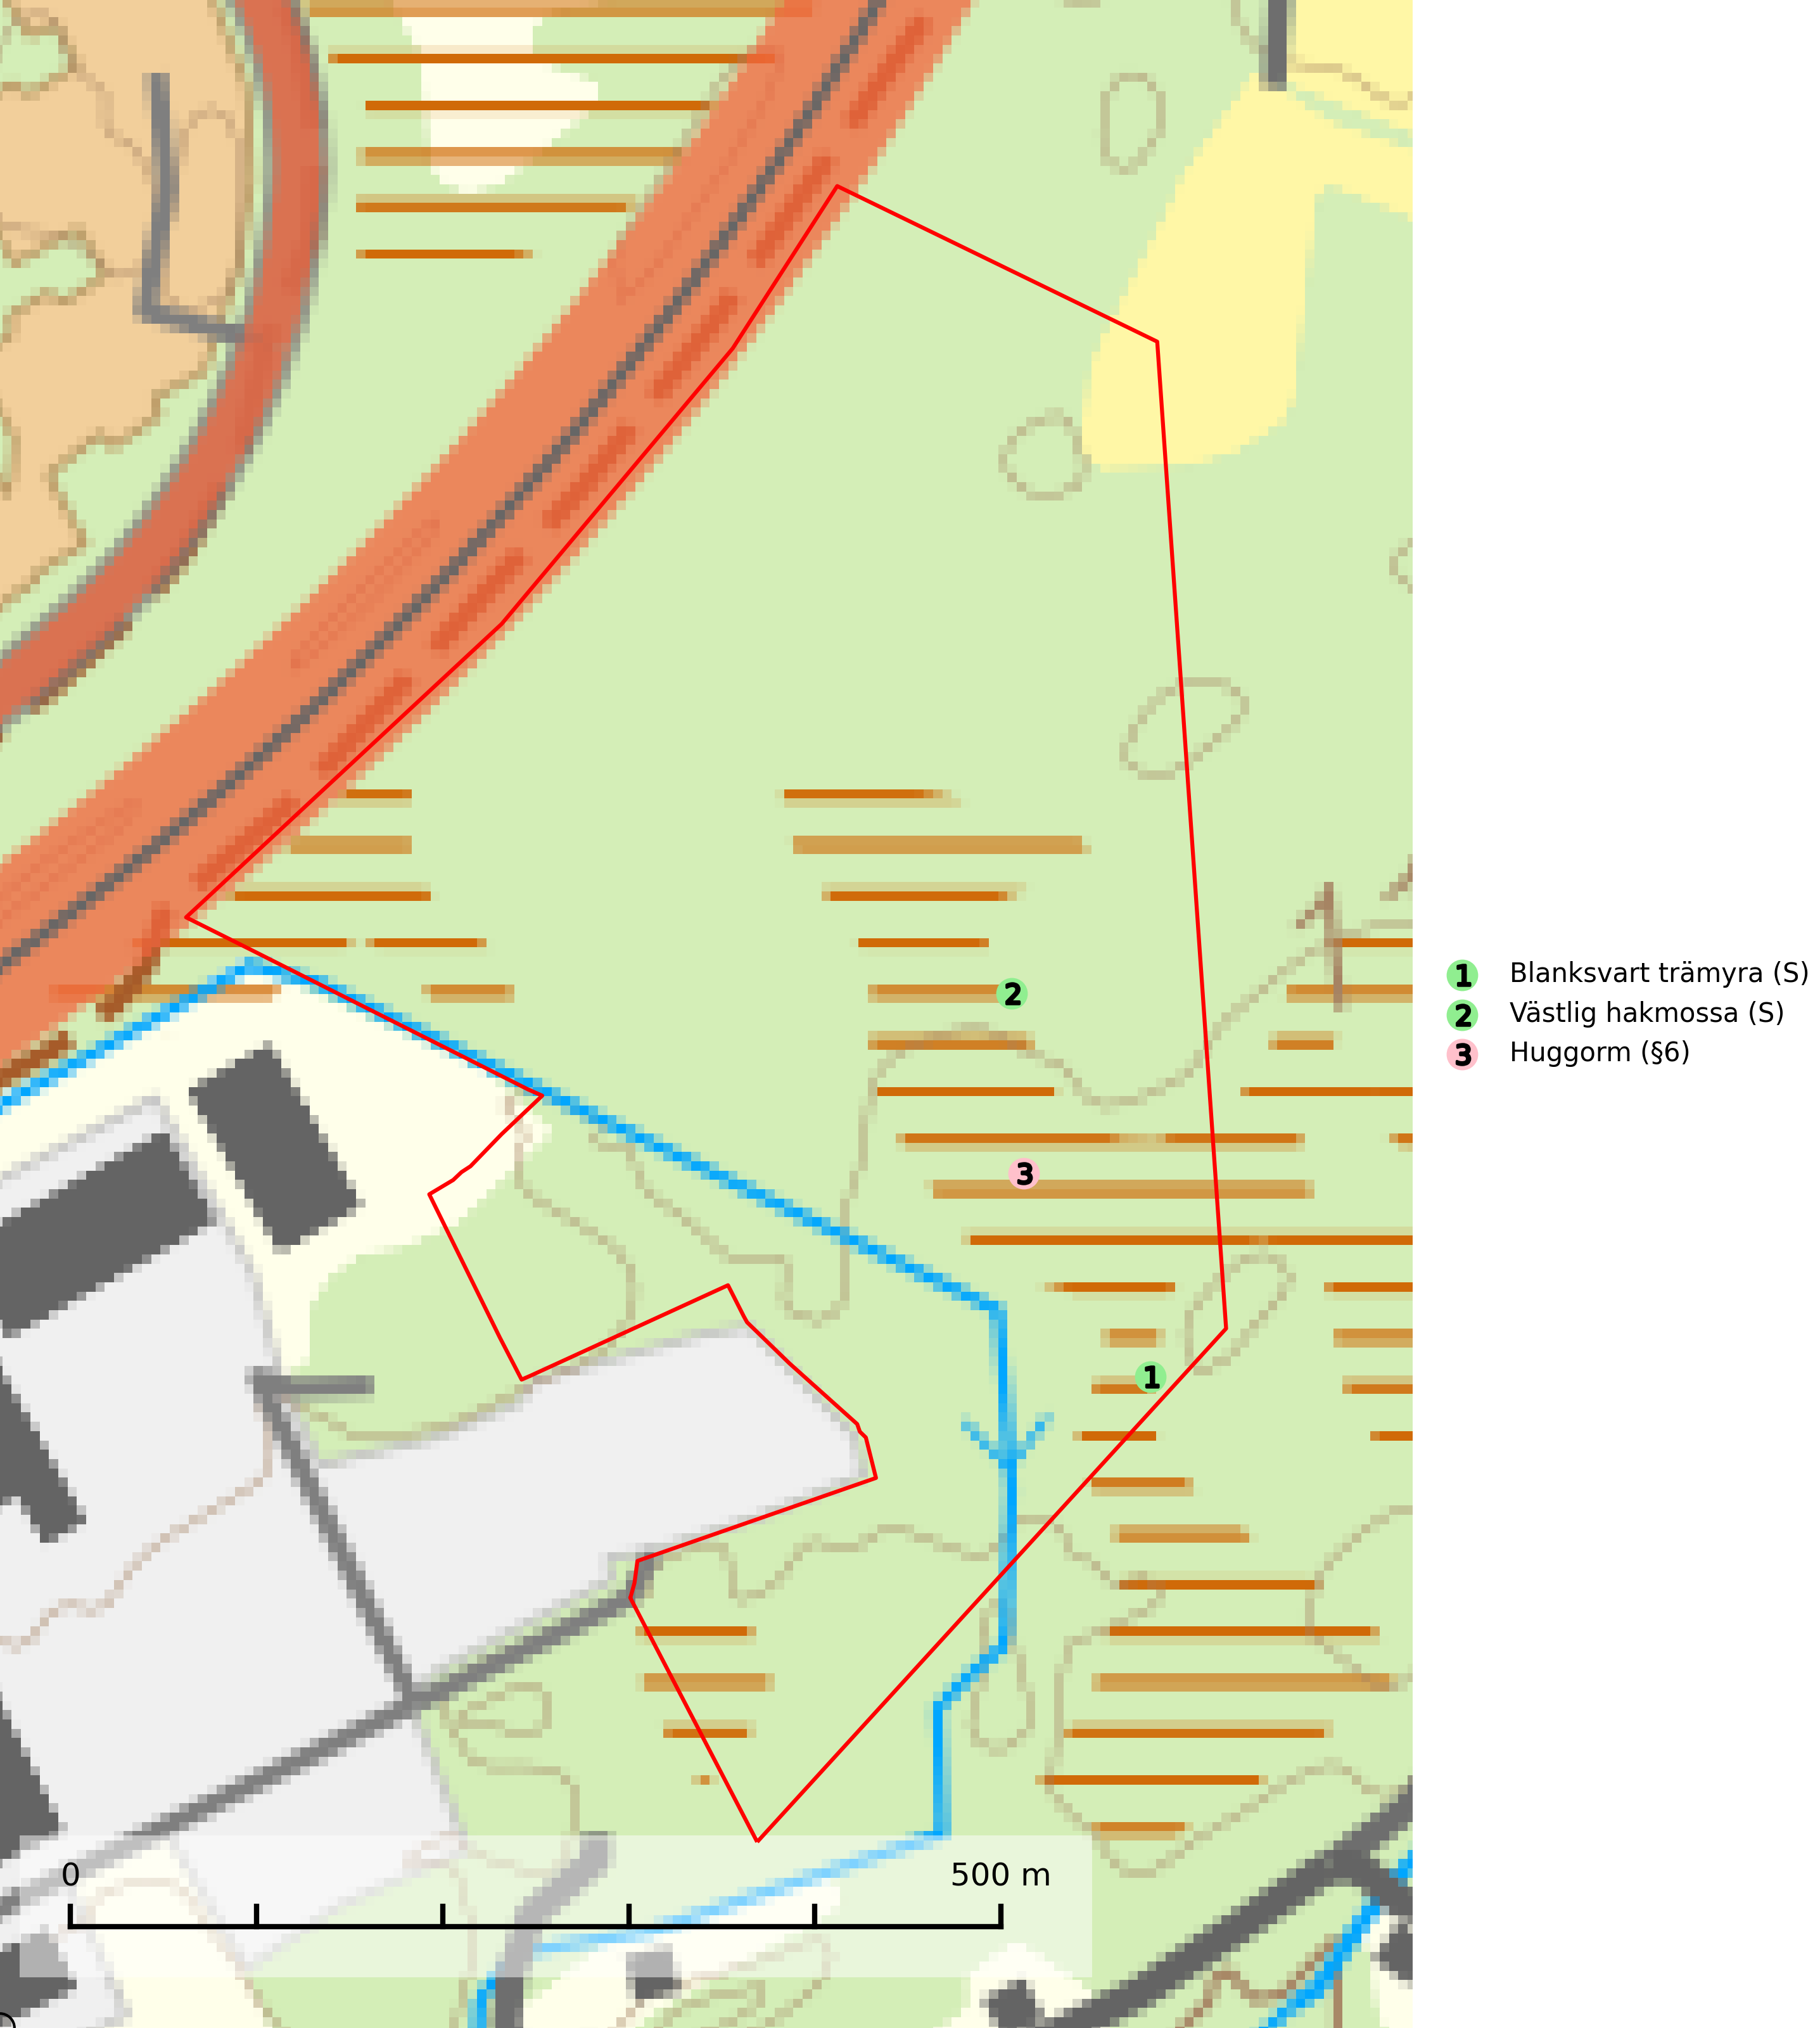 1 Blanksvart trämyra (S)
2 Västlig hakmossa (S)
3 Huggorm (§6)
2
3
1
0 500 m